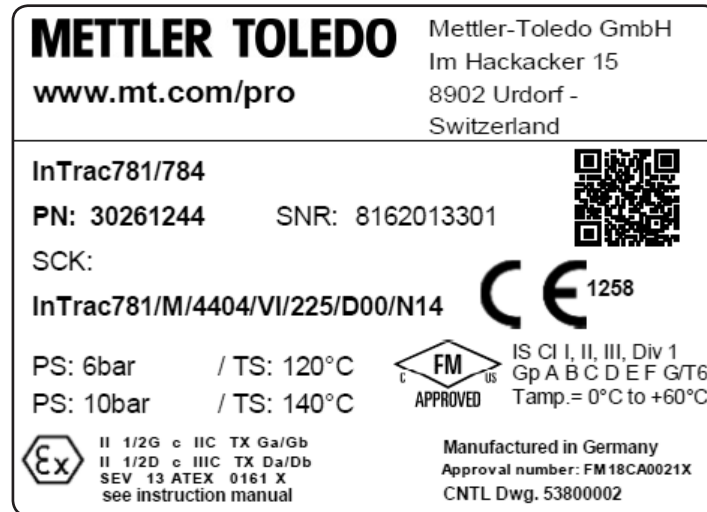 METTLER TOLEDO
www.mt.com/pro
Mettler-Toledo GmbH
Im Hackacker 15
8902 Urdorf -
Switzerland
InTrac781/784
PN: 30261244 SNR: 8162013301
SCK:
InTrac781/M/4404/VI/225/D00/N14
CE 1258
PS: 6bar / TS: 120°C
PS: 10bar / TS: 140°C
C FM US
APPROVED
IS CI I, II, III, Div 1
Gp A B C D E F G/T6
Tamp.= 0°C to +60°C
Ex
II 1/2G c IIC TX Ga/Gb
II 1/2D c IIIC TX Da/Db
SEV 13 ATEX 0161 X
see instruction manual
Manufactured in Germany
Approval number: FM18CA0021X
CNTL Dwg. 53800002